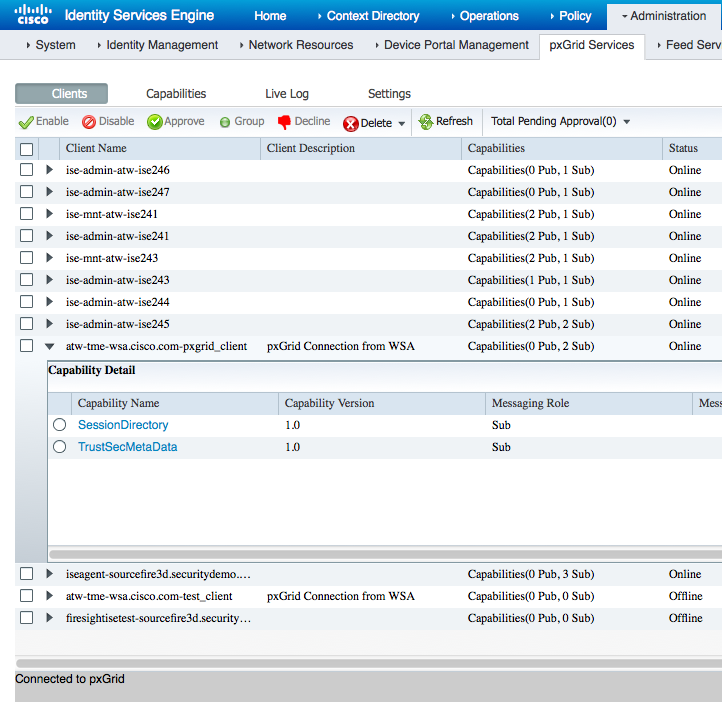 cisco Identity Services Engine Home Context Directory Operations Policy Administration
System Identity Management Network Resources Device Portal Management pxGrid Services Feed Serv
Clients Capabilities Live Log Settings
Enable Disable Approve Group Decline Delete Refresh Total Pending Approval(0)
Client Name Client Description Capabilities Status
ise-admin-atw-ise246 Capabilities(0 Pub, 1 Sub) Online
ise-admin-atw-ise247 Capabilities(0 Pub, 1 Sub) Online
ise-mnt-atw-ise241 Capabilities(2 Pub, 1 Sub) Online
ise-admin-atw-ise241 Capabilities(2 Pub, 1 Sub) Online
ise-mnt-atw-ise243 Capabilities(2 Pub, 1 Sub) Online
ise-admin-atw-ise243 Capabilities(1 Pub, 1 Sub) Online
ise-admin-atw-ise244 Capabilities(0 Pub, 1 Sub) Online
ise-admin-atw-ise245 Capabilities(2 Pub, 2 Sub) Online
atw-tme-wsa.cisco.com-pxgrid_client pxGrid Connection from WSA Capabilities(0 Pub, 2 Sub) Online
Capability Detail
Capability Name Capability Version Messaging Role Mess
SessionDirectory 1.0 Sub
TrustSecMetaData 1.0 Sub
iseagent-sourcefire3d.securitydemo.... Capabilities(0 Pub, 3 Sub) Online
atw-tme-wsa.cisco.com-test_client pxGrid Connection from WSA Capabilities(0 Pub, 0 Sub) Offline
firesightisetest-sourcefire3d.security... Capabilities(0 Pub, 0 Sub) Offline
Connected to pxGrid